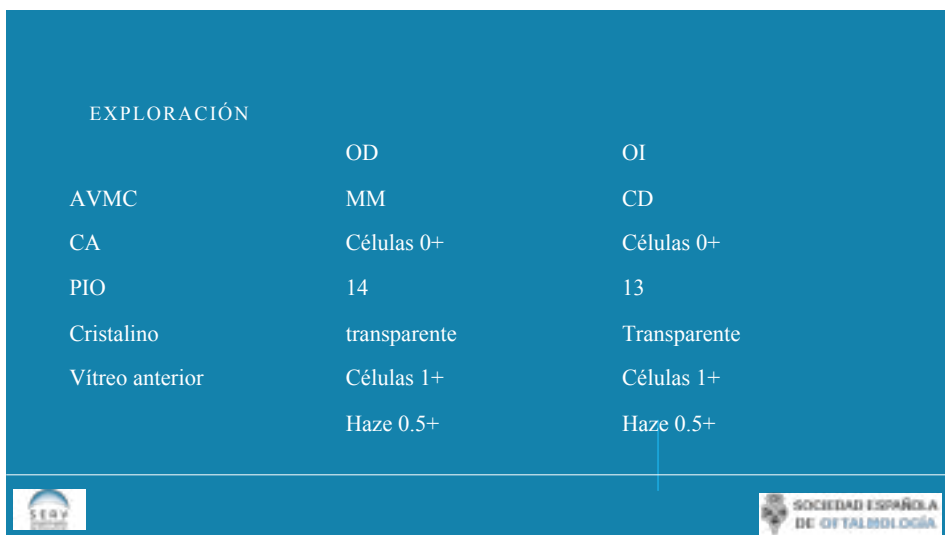 EXPLORACIÓN
OD OI
AVMC MM CD
CA Células 0+ Células 0+
PIO 14 13
Cristalino transparente Transparente
Vítreo anterior Células 1+ Células 1+
Haze 0.5+ Haze 0.5+
SERV
SOCIEDAD ESPAÑOLA
DE OFTALMOLOGÍA